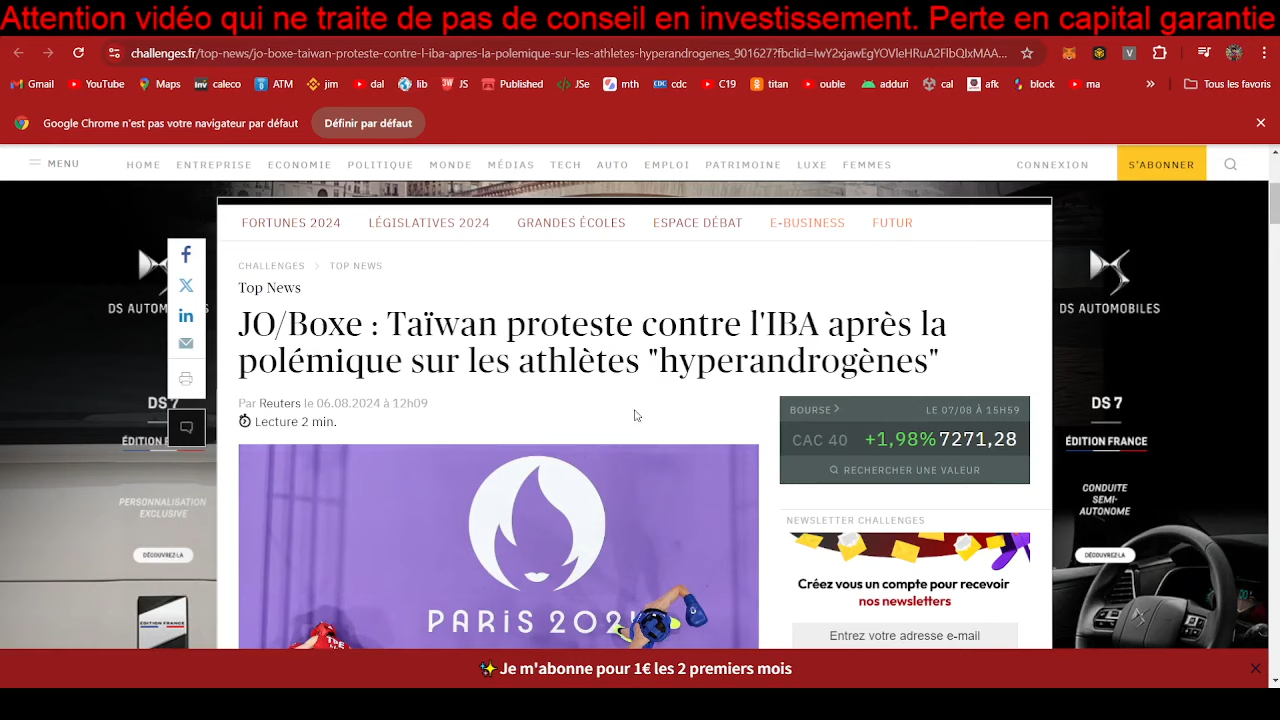 Attention vidéo qui ne traite de pas de conseil en investissement. Perte en capital garantie
challenges.fr/top-news/jo-boxe-taiwan-proteste-contre-l-iba-apres-la-polemique-sur-les-athletes-hyperandrogenes_901627?fbclid=IwY2xjawEgYOVleHRuA2FlbQIxMAA...
Gmail YouTube Maps caleco ATM jim dal lib JS Published JSe mth cdc C19 titan ouble adduri cal afk block ma » Tous les favoris
Google Chrome n'est pas votre navigateur par défaut Définir par défaut
MENU HOME ENTREPRISE ECONOMIE POLITIQUE MONDE MÉDIAS TECH AUTO EMPLOI PATRIMOINE LUXE FEMMES CONNEXION S'ABONNER
FORTUNES 2024 LÉGISLATIVES 2024 GRANDES ÉCOLES ESPACE DÉBAT E-BUSINESS FUTUR
CHALLENGES > TOP NEWS
Top News
JO/Boxe : Taïwan proteste contre l'IBA après la
polémique sur les athlètes "hyperandrogènes"
Par Reuters le 06.08.2024 à 12h09
Lecture 2 min.
PARIS 202
BOURSE > LE 07/08 À 15H59
CAC 40 +1,98% 7271,28
RECHERCHER UNE VALEUR
NEWSLETTER CHALLENGES
Créez vous un compte pour recevoir
nos newsletters
Entrez votre adresse e-mail
DS AUTOM
DS 7
ÉDITION
PERSONNALISATION
EXCLUSIVE
DÉCOUVREZ-LA
ÉDITION FRANCE
DS AUTOMOBILES
DS 7
ÉDITION FRANCE
CONDUITE
SEMI-
AUTONOME
DÉCOUVREZ-LA
✨ Je m'abonne pour 1€ les 2 premiers mois